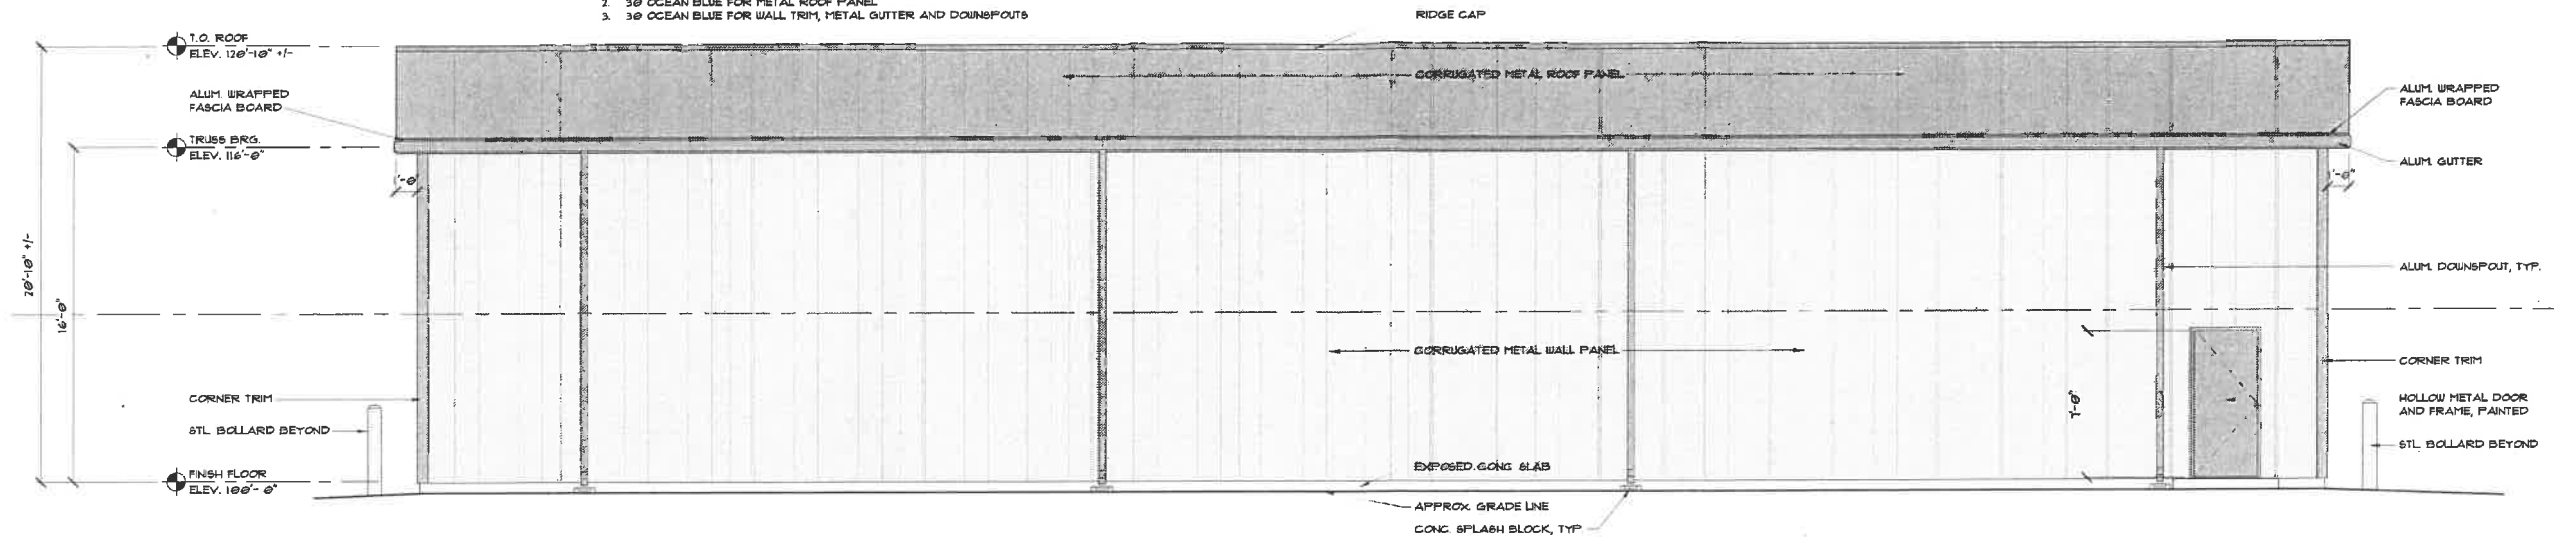 2. 30 OCEAN BLUE FOR METAL ROOF PANEL
3. 30 OCEAN BLUE FOR WALL TRIM, METAL GUTTER AND DOWNSPOUTS
RIDGE CAP
T.O. ROOF
ELEV. 120'-10" +/-
CORRUGATED METAL ROOF PANEL
ALUM. WRAPPED
FASCIA BOARD
ALUM. WRAPPED
FASCIA BOARD
TRUSS BRG.
ELEV. 116'-0"
ALUM. GUTTER
'-0"
'-0"
20'-10" +/-
16'-0"
ALUM. DOWNSPOUT, TYP.
CORRUGATED METAL WALL PANEL
CORNER TRIM
7'-0"
CORNER TRIM
HOLLOW METAL DOOR
AND FRAME, PAINTED
STL. BOLLARD BEYOND
STL. BOLLARD BEYOND
EXPOSED CONC SLAB
FINISH FLOOR
ELEV. 100'- 0"
APPROX. GRADE LINE
CONC. SPLASH BLOCK, TYP